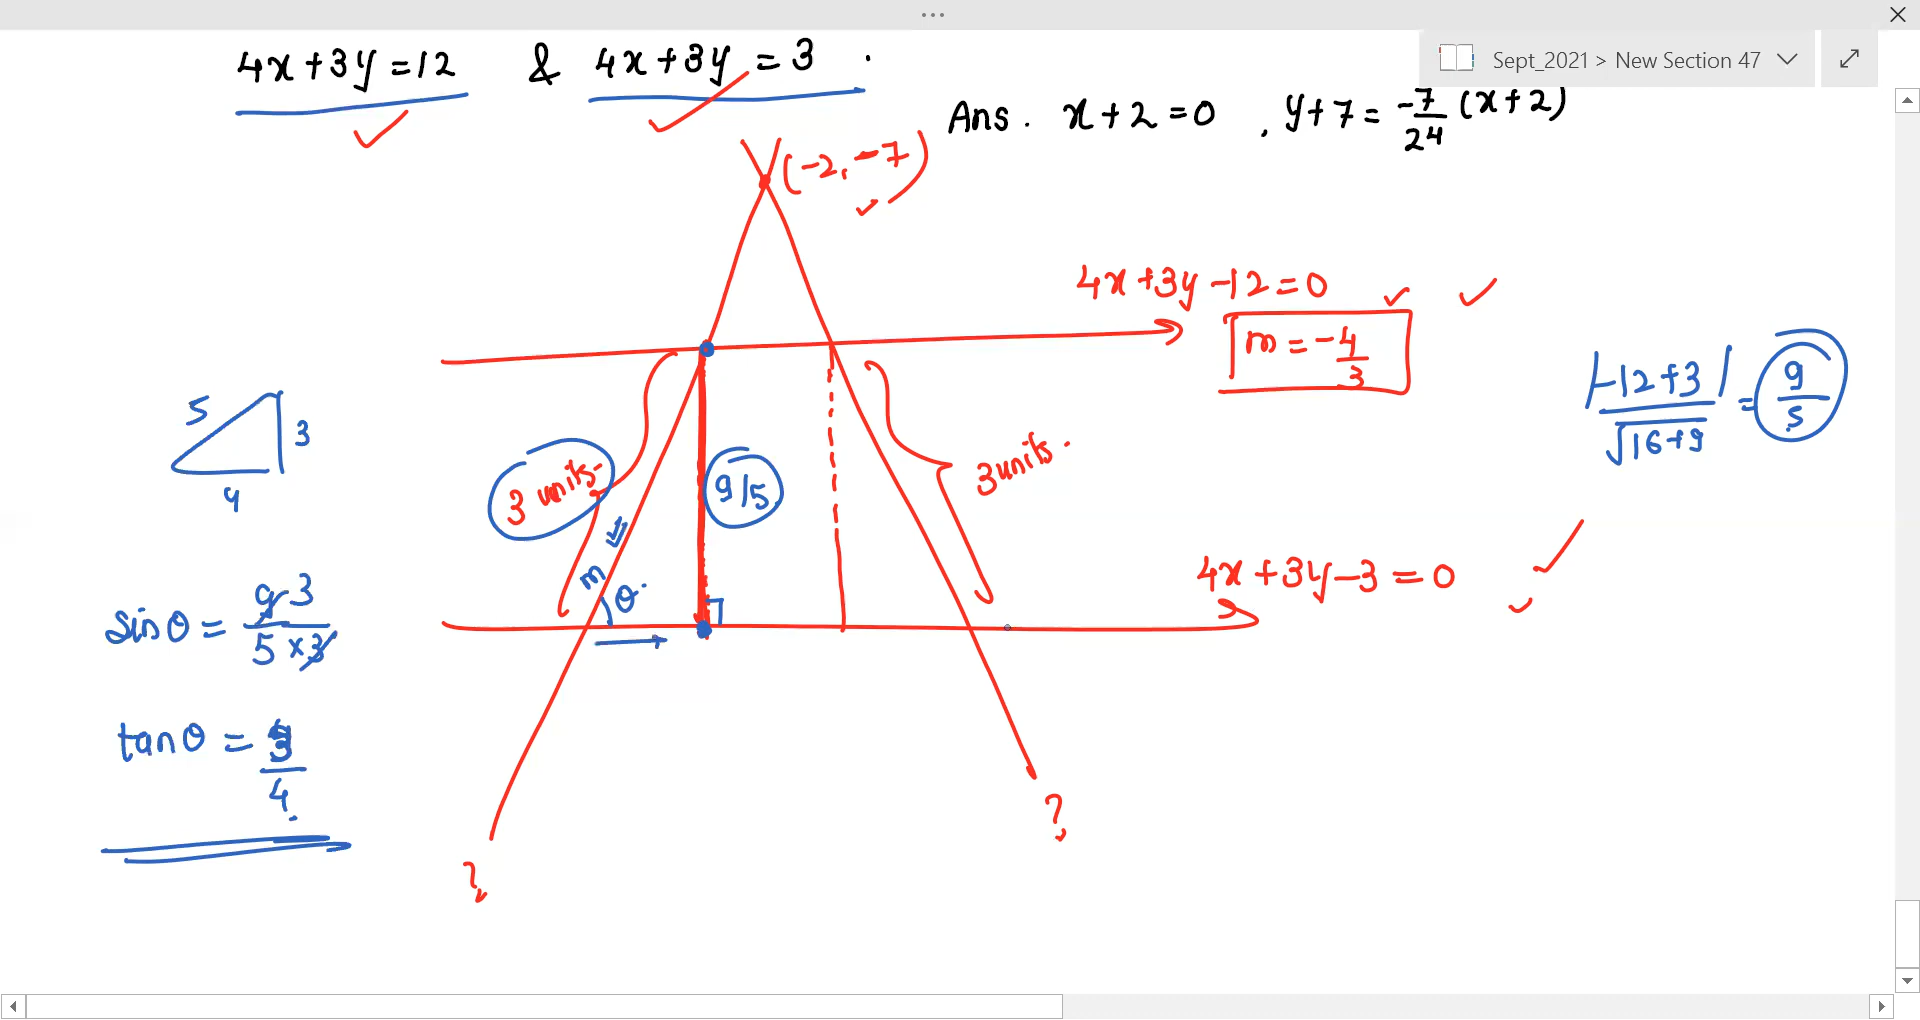 4x+3y=12 & 4x+3y=3.
Sept_2021 > New Section 47
Ans. x+2=0, y+7= -7/24 (x+2)
(-2,-7)
4x+3y-12=0
m = -4/3
|-12+3|/√16+9 = 9/5
5
3
4
3 units.
9/5
3 units.
m
θ
4x+3y-3=0
sinθ = 9 3/5×3
tanθ = 3/4
?
?